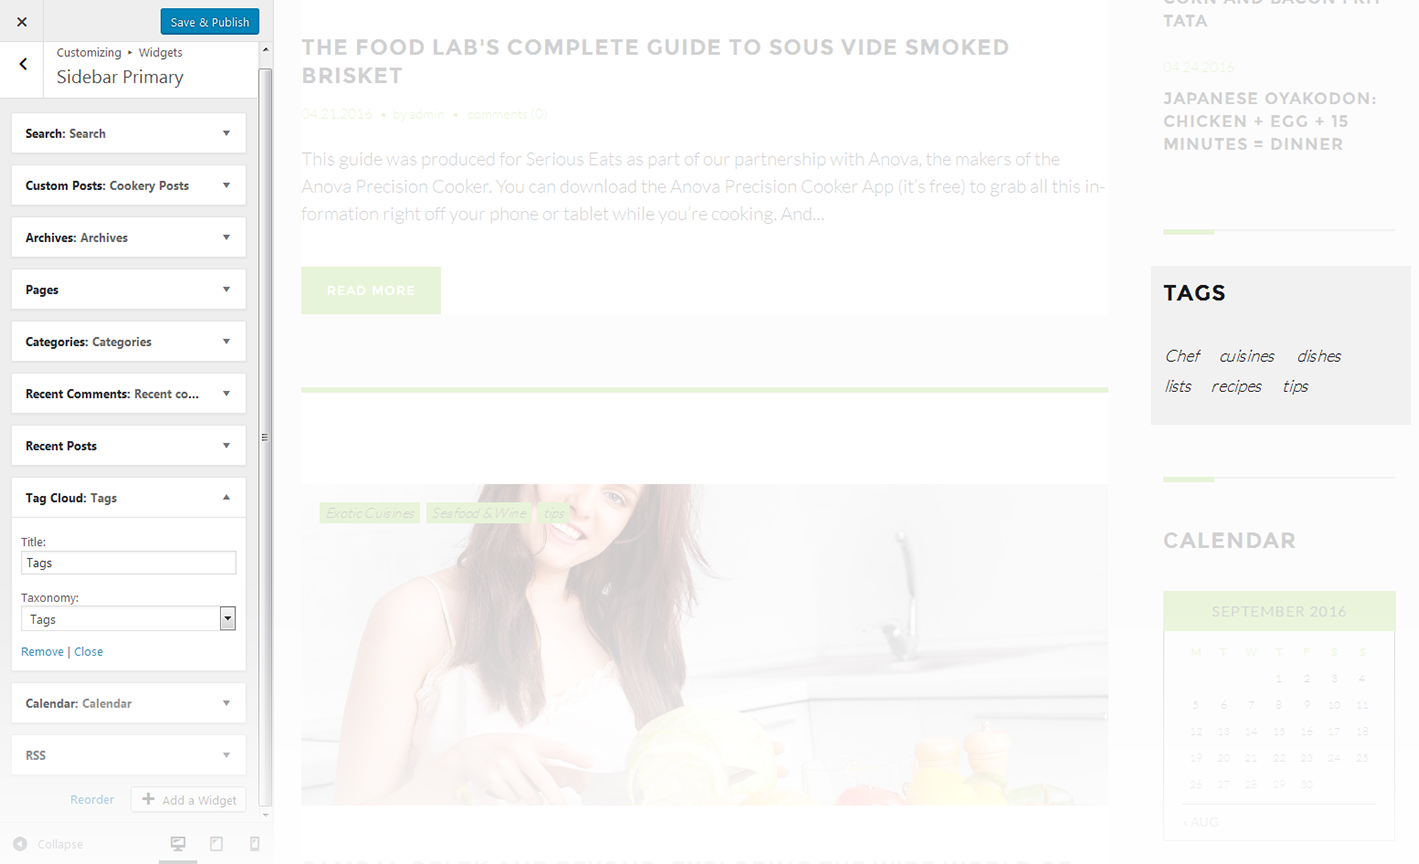 Save & Publish
Customizing ▸ Widgets
Sidebar Primary
Search: Search
Custom Posts: Cookery Posts
Archives: Archives
Pages
Categories: Categories
Recent Comments: Recent co...
Recent Posts
Tag Cloud: Tags
Title:
Tags
Taxonomy:
Tags
Remove | Close
Calendar: Calendar
RSS
Reorder
Add a Widget
Collapse
THE FOOD LAB'S COMPLETE GUIDE TO SOUS VIDE SMOKED
BRISKET
04.21.2016 • by admin • comments (0)
This guide was produced for Serious Eats as part of our partnership with Anova, the makers of the
Anova Precision Cooker. You can download the Anova Precision Cooker App (it's free) to grab all this in-
formation right off your phone or tablet while you're cooking. And...
READ MORE
Exotic Cuisines Seafood & Wine tips
TATA
04.24.2016
JAPANESE OYAKODON:
CHICKEN + EGG + 15
MINUTES = DINNER
TAGS
Chef cuisines dishes
lists recipes tips
CALENDAR
SEPTEMBER 2016
M T W T F S S
1 2 3 4
5 6 7 8 9 10 11
12 13 14 15 16 17 18
19 20 21 22 23 24 25
26 27 28 29 30
« AUG